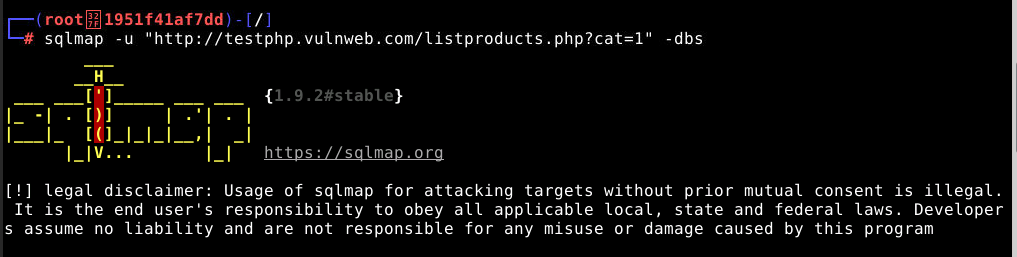 ┌──(root㉿1951f41af7dd)-[/]
└─# sqlmap -u "http://testphp.vulnweb.com/listproducts.php?cat=1" -dbs
        ___
       __H__
 ___ ___[']_____ ___ ___  {1.9.2#stable}
|_ -| . [)]     | .'| . |
|___|_  [(]_|_|_|__,|  _|
      |_|V...       |_|   https://sqlmap.org
[!] legal disclaimer: Usage of sqlmap for attacking targets without prior mutual consent is illegal.
 It is the end user's responsibility to obey all applicable local, state and federal laws. Developer
s assume no liability and are not responsible for any misuse or damage caused by this program